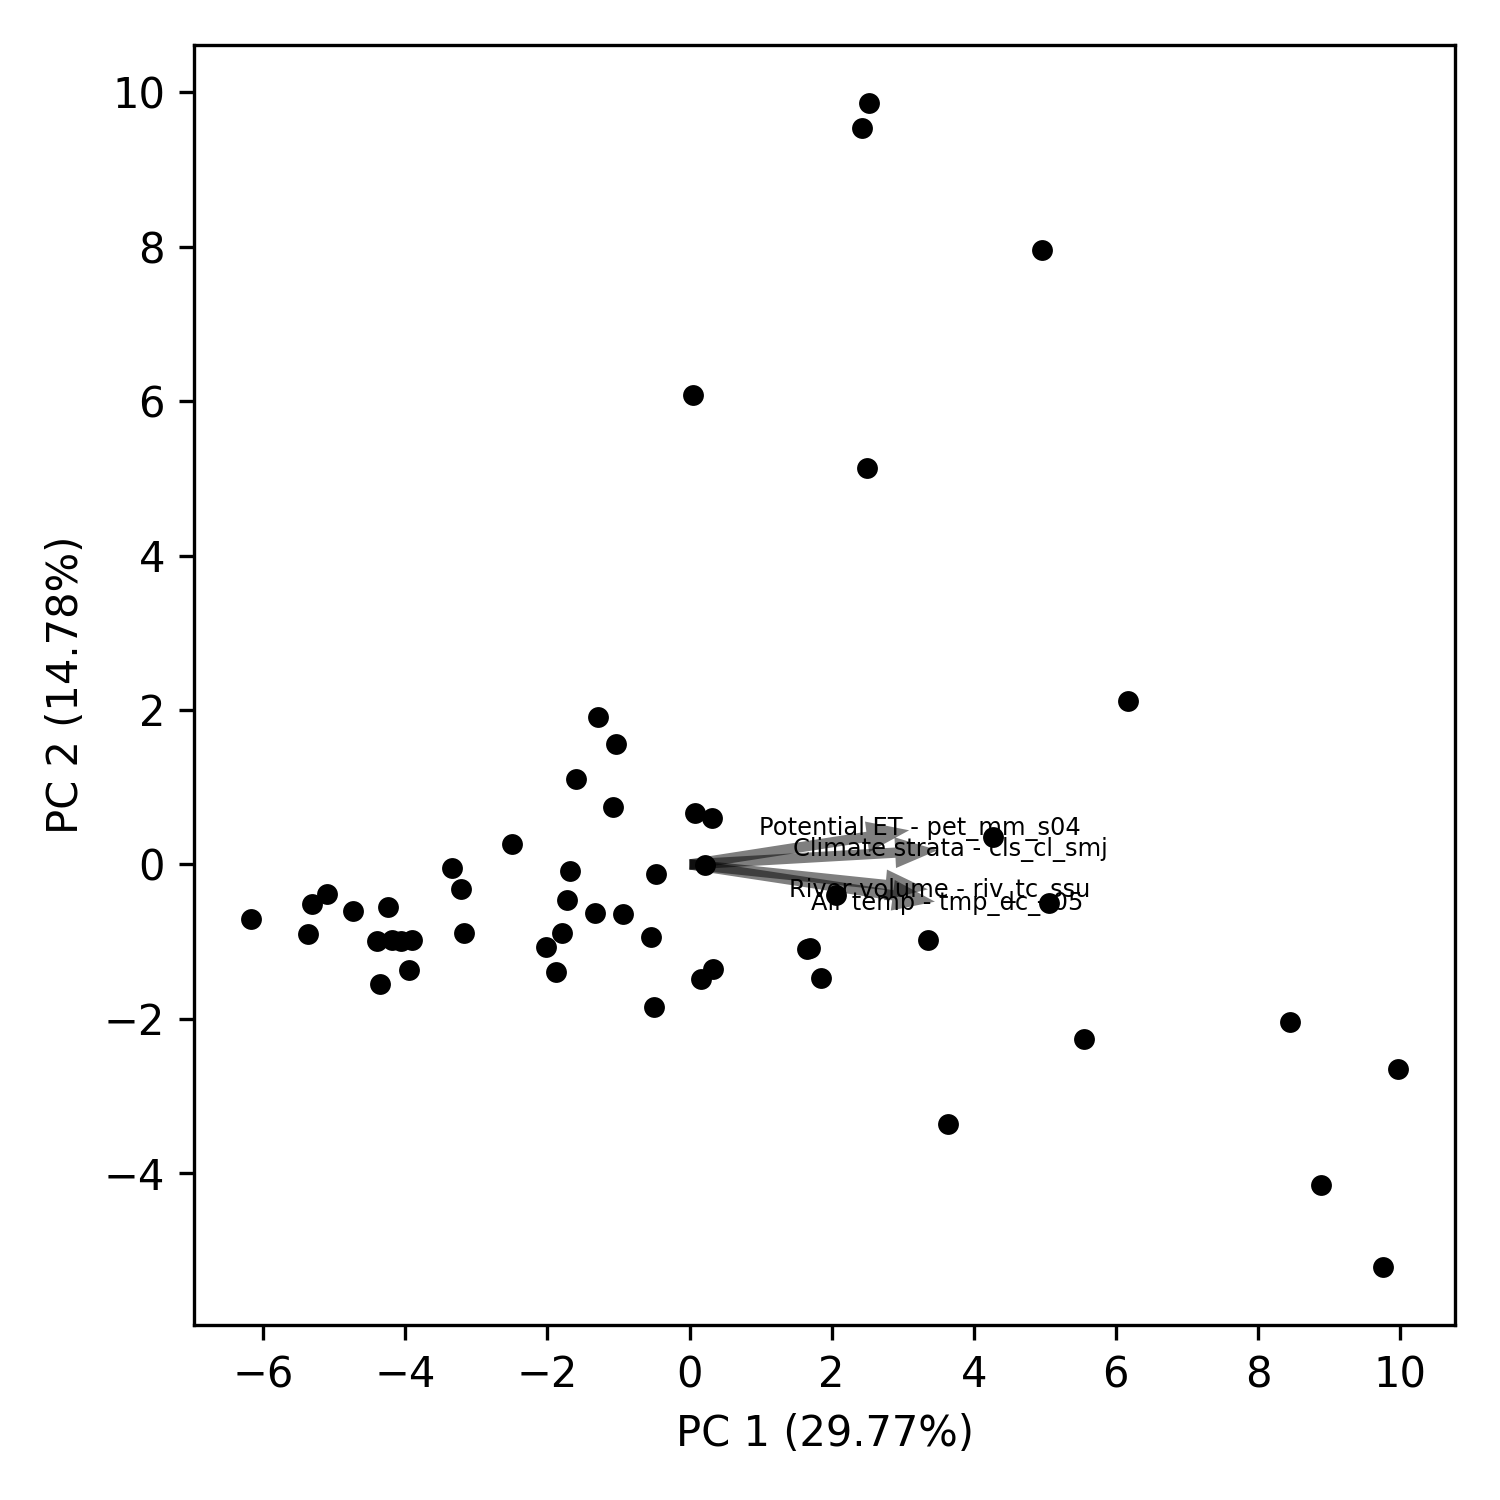 10
8
6
4
2
0
−2
−4
PC 2 (14.78%)
Potential ET - pet_mm_s04
Climate strata - cls_cl_smj
River volume - riv_tc_ssu
Air temp - tmp_dc_s05
−6 −4 −2 0 2 4 6 8 10
PC 1 (29.77%)